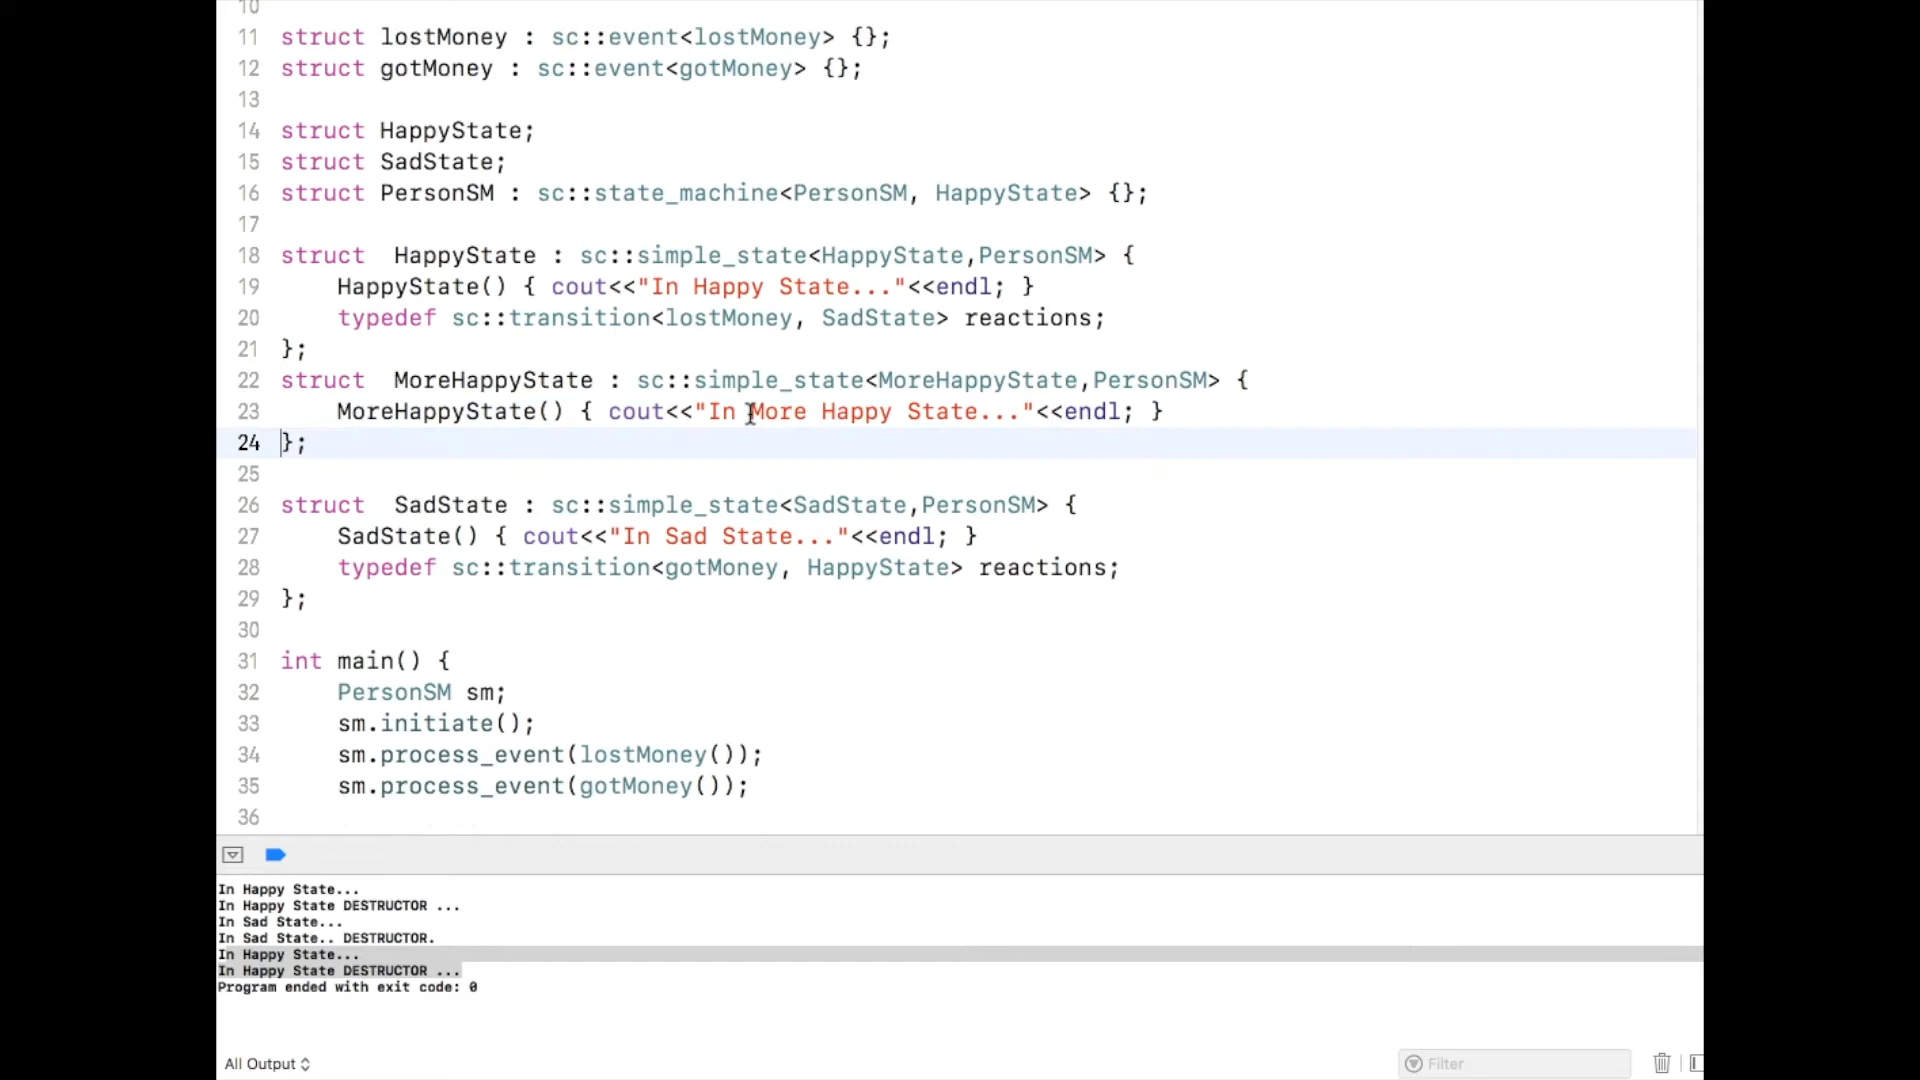 10
11 struct lostMoney : sc::event<lostMoney> {};
12 struct gotMoney : sc::event<gotMoney> {};
13
14 struct HappyState;
15 struct SadState;
16 struct PersonSM : sc::state_machine<PersonSM, HappyState> {};
17
18 struct  HappyState : sc::simple_state<HappyState,PersonSM> {
19     HappyState() { cout<<"In Happy State..."<<endl; }
20     typedef sc::transition<lostMoney, SadState> reactions;
21 };
22 struct  MoreHappyState : sc::simple_state<MoreHappyState,PersonSM> {
23     MoreHappyState() { cout<<"In More Happy State..."<<endl; }
24 };
25
26 struct  SadState : sc::simple_state<SadState,PersonSM> {
27     SadState() { cout<<"In Sad State..."<<endl; }
28     typedef sc::transition<gotMoney, HappyState> reactions;
29 };
30
31 int main() {
32     PersonSM sm;
33     sm.initiate();
34     sm.process_event(lostMoney());
35     sm.process_event(gotMoney());
36
In Happy State...
In Happy State DESTRUCTOR ...
In Sad State...
In Sad State.. DESTRUCTOR.
In Happy State...
In Happy State DESTRUCTOR ...
Program ended with exit code: 0
All Output
Filter